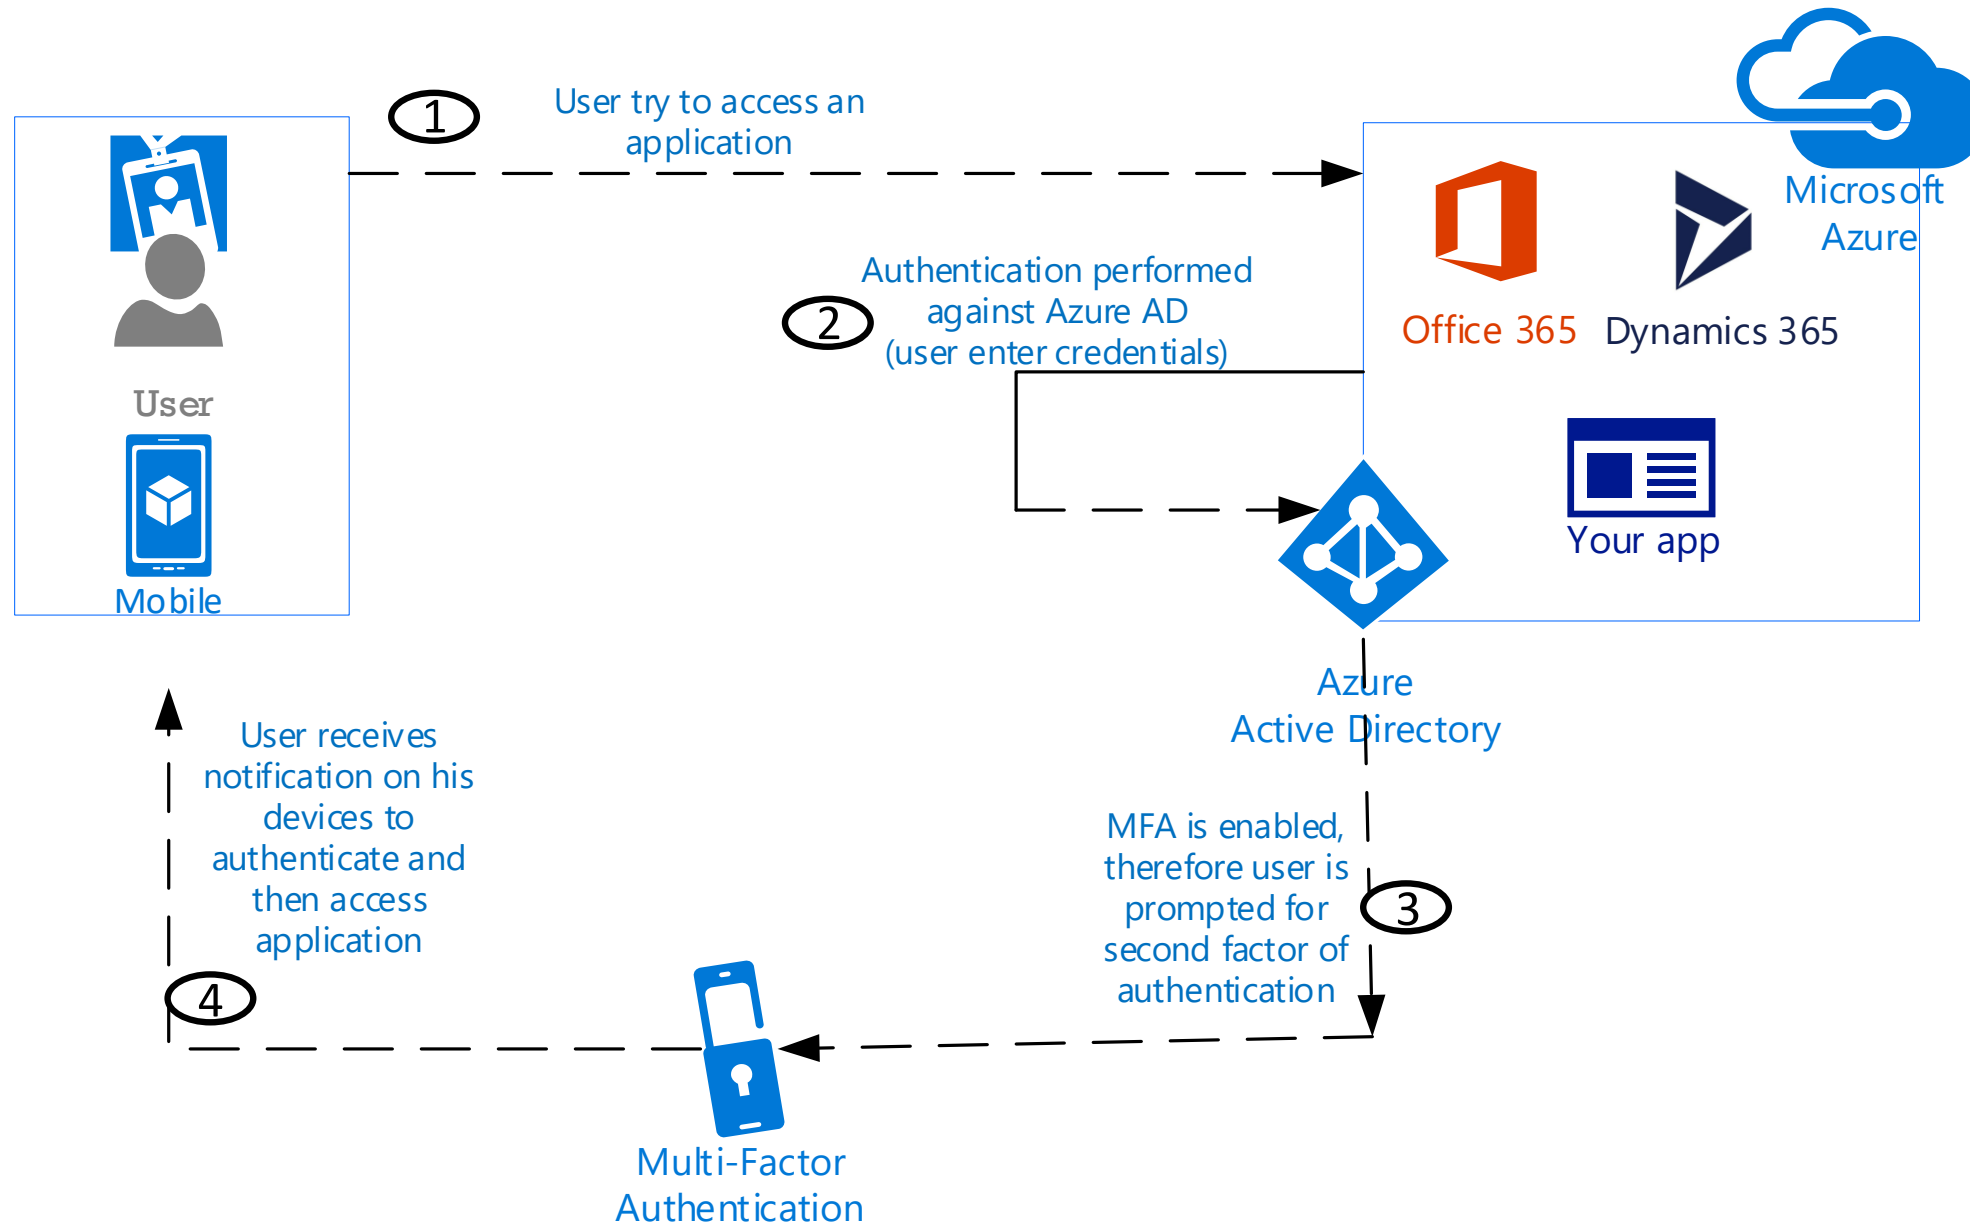 1
User try to access an
application
Microsoft
Azure
Office 365
Dynamics 365
2
Authentication performed
against Azure AD
(user enter credentials)
User
Mobile
Your app
Azure
Active Directory
MFA is enabled,
therefore user is
prompted for
second factor of
authentication
3
User receives
notification on his
devices to
authenticate and
then access
application
4
Multi-Factor
Authentication